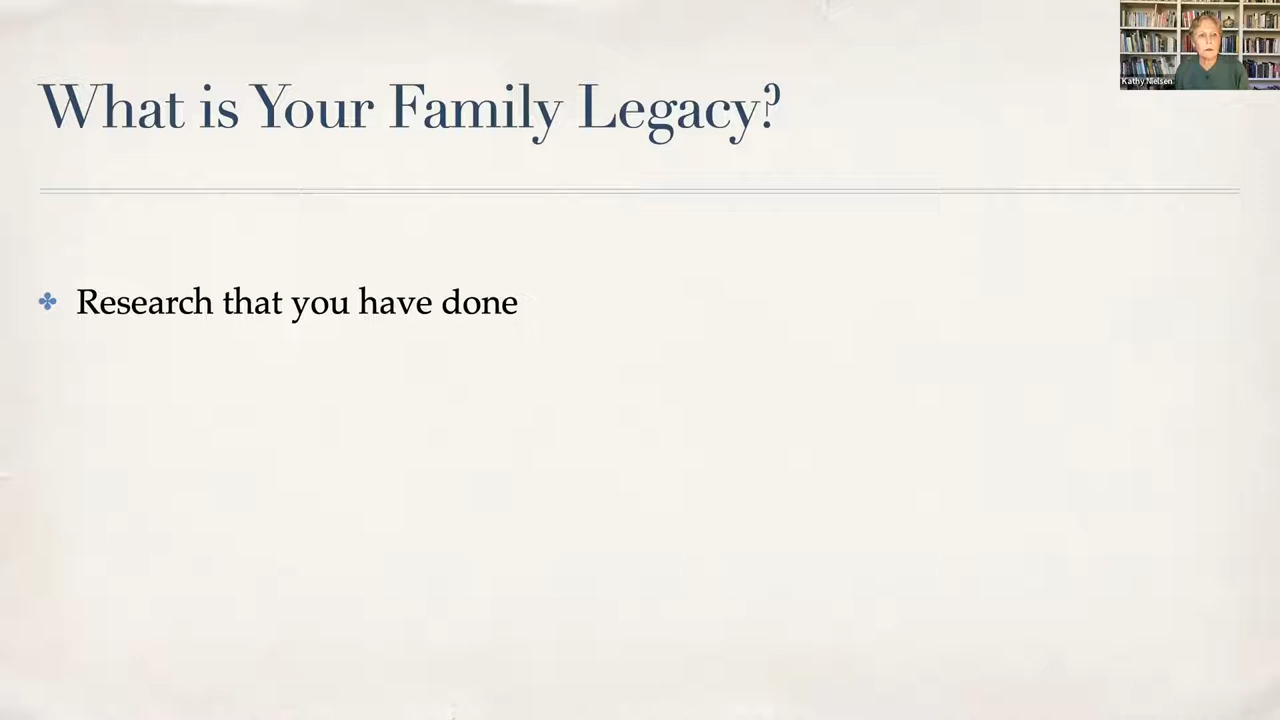 What is Your Family Legacy?
Kathy Nielsen
Research that you have done